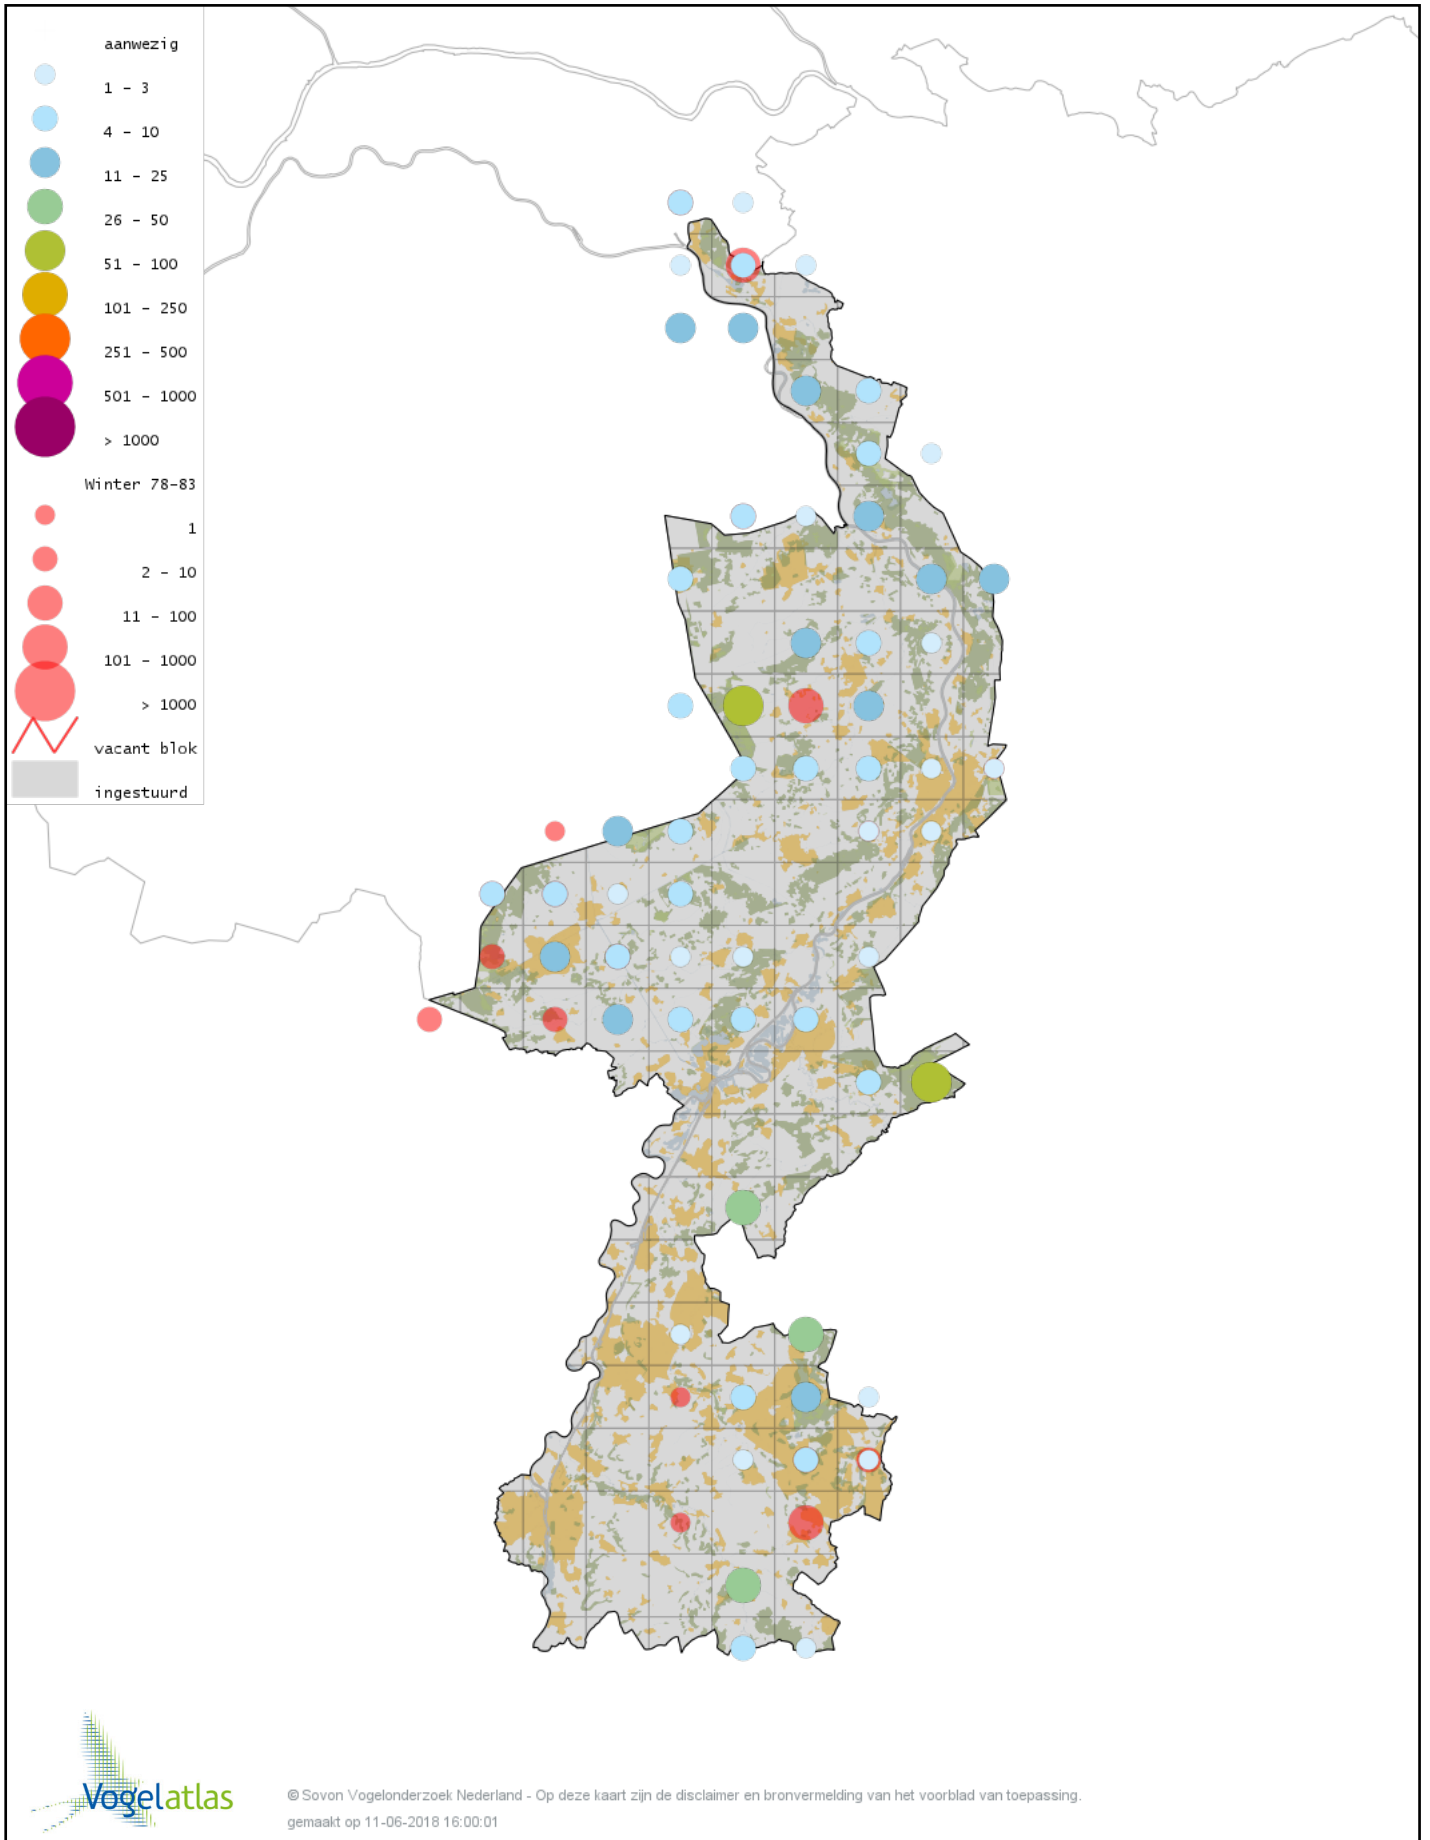 aanwezig
1 - 3
4 - 10
11 - 25
26 - 50
51 - 100
101 - 250
251 - 500
501 - 1000
> 1000
Winter 78-83
1
2 - 10
11 - 100
101 - 1000
> 1000
vacant blok
ingestuurd
Vogelatlas
© Sovon Vogelonderzoek Nederland - Op deze kaart zijn de disclaimer en bronvermelding van het voorblad van toepassing.
gemaakt op 11-06-2018 16:00:01